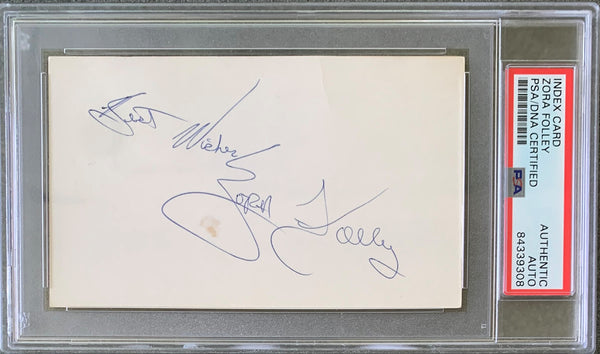 Best Wishes
Zora Folley
INDEX CARD
ZORA FOLLEY
PSA/DNA CERTIFIED
PSA
AUTHENTIC
AUTO
84339308